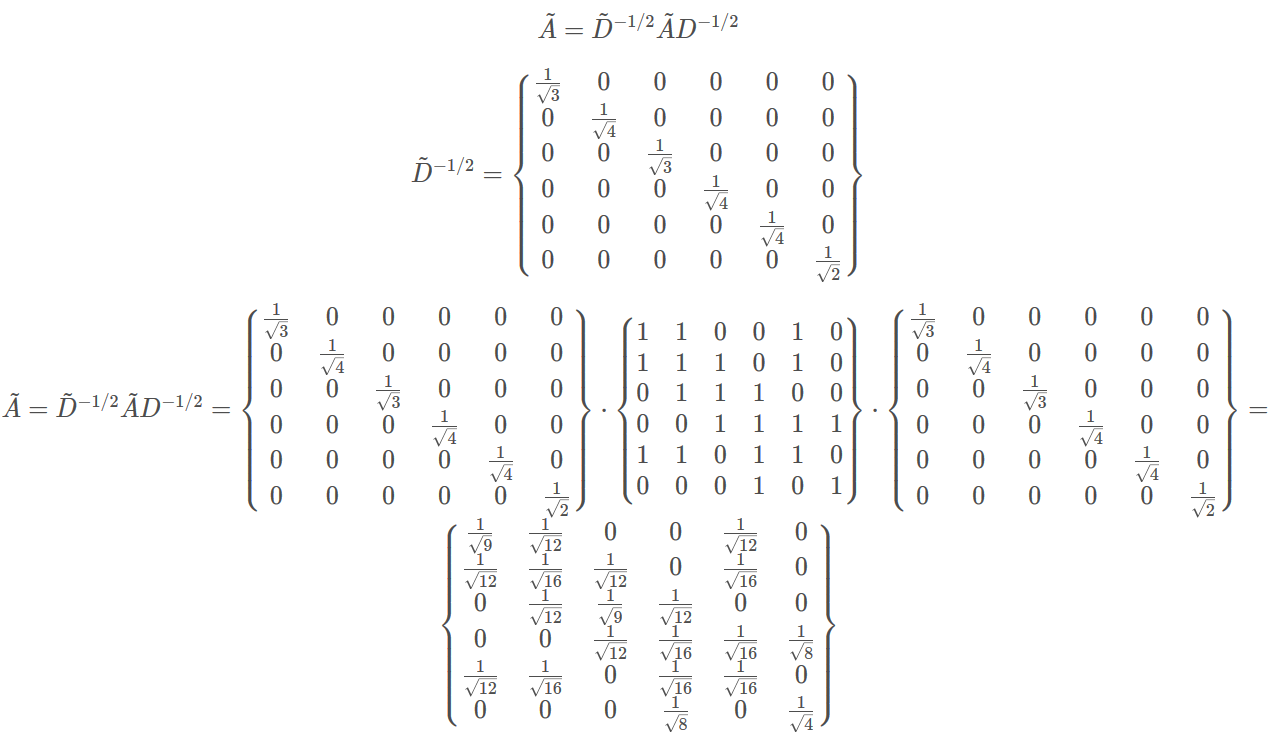 $\tilde{A} = \tilde{D}^{-1/2} \tilde{A} D^{-1/2}$
$\tilde{D}^{-1/2} = \begin{Bmatrix} \frac{1}{\sqrt{3}} & 0 & 0 & 0 & 0 & 0 \\ 0 & \frac{1}{\sqrt{4}} & 0 & 0 & 0 & 0 \\ 0 & 0 & \frac{1}{\sqrt{3}} & 0 & 0 & 0 \\ 0 & 0 & 0 & \frac{1}{\sqrt{4}} & 0 & 0 \\ 0 & 0 & 0 & 0 & \frac{1}{\sqrt{4}} & 0 \\ 0 & 0 & 0 & 0 & 0 & \frac{1}{\sqrt{2}} \end{Bmatrix}$
$\tilde{A} = \tilde{D}^{-1/2} \tilde{A} D^{-1/2} = \begin{Bmatrix} \frac{1}{\sqrt{3}} & 0 & 0 & 0 & 0 & 0 \\ 0 & \frac{1}{\sqrt{4}} & 0 & 0 & 0 & 0 \\ 0 & 0 & \frac{1}{\sqrt{3}} & 0 & 0 & 0 \\ 0 & 0 & 0 & \frac{1}{\sqrt{4}} & 0 & 0 \\ 0 & 0 & 0 & 0 & \frac{1}{\sqrt{4}} & 0 \\ 0 & 0 & 0 & 0 & 0 & \frac{1}{\sqrt{2}} \end{Bmatrix} \cdot \begin{Bmatrix} 1 & 1 & 0 & 0 & 1 & 0 \\ 1 & 1 & 1 & 0 & 1 & 0 \\ 0 & 1 & 1 & 1 & 0 & 0 \\ 0 & 0 & 1 & 1 & 1 & 1 \\ 1 & 1 & 0 & 1 & 1 & 0 \\ 0 & 0 & 0 & 1 & 0 & 1 \end{Bmatrix} \cdot \begin{Bmatrix} \frac{1}{\sqrt{3}} & 0 & 0 & 0 & 0 & 0 \\ 0 & \frac{1}{\sqrt{4}} & 0 & 0 & 0 & 0 \\ 0 & 0 & \frac{1}{\sqrt{3}} & 0 & 0 & 0 \\ 0 & 0 & 0 & \frac{1}{\sqrt{4}} & 0 & 0 \\ 0 & 0 & 0 & 0 & \frac{1}{\sqrt{4}} & 0 \\ 0 & 0 & 0 & 0 & 0 & \frac{1}{\sqrt{2}} \end{Bmatrix} =$
$\begin{Bmatrix} \frac{1}{\sqrt{9}} & \frac{1}{\sqrt{12}} & 0 & 0 & \frac{1}{\sqrt{12}} & 0 \\ \frac{1}{\sqrt{12}} & \frac{1}{\sqrt{16}} & \frac{1}{\sqrt{12}} & 0 & \frac{1}{\sqrt{16}} & 0 \\ 0 & \frac{1}{\sqrt{12}} & \frac{1}{\sqrt{9}} & \frac{1}{\sqrt{12}} & 0 & 0 \\ 0 & 0 & \frac{1}{\sqrt{12}} & \frac{1}{\sqrt{16}} & \frac{1}{\sqrt{16}} & \frac{1}{\sqrt{8}} \\ \frac{1}{\sqrt{12}} & \frac{1}{\sqrt{16}} & 0 & \frac{1}{\sqrt{16}} & \frac{1}{\sqrt{16}} & 0 \\ 0 & 0 & 0 & \frac{1}{\sqrt{8}} & 0 & \frac{1}{\sqrt{4}} \end{Bmatrix}$